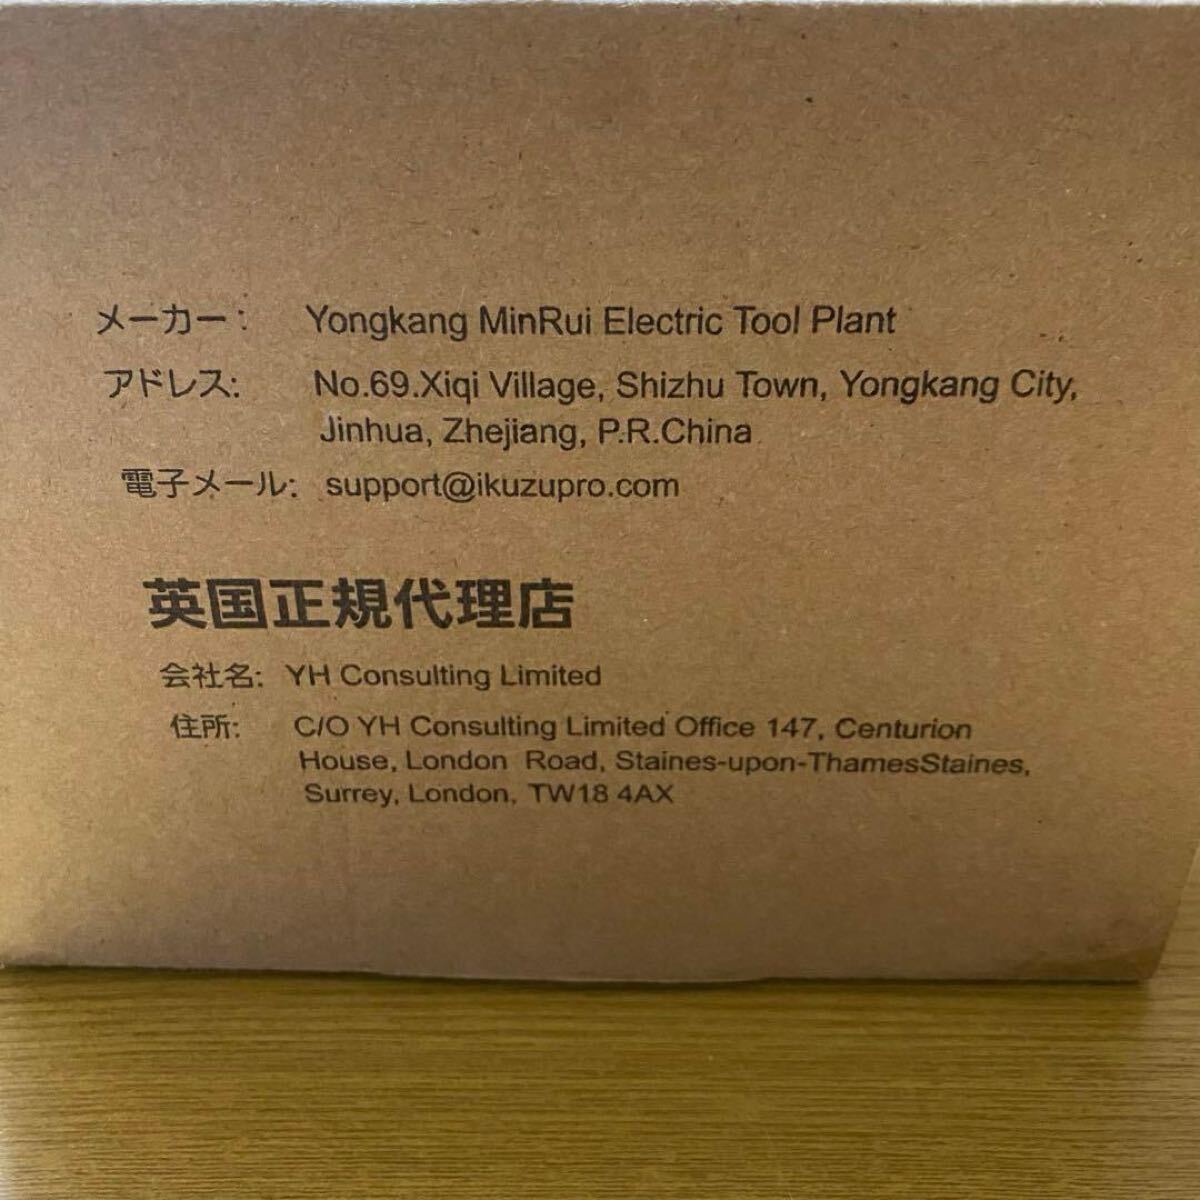 メーカー: Yongkang MinRui Electric Tool Plant
アドレス: No.69.Xiqi Village, Shizhu Town, Yongkang City,
Jinhua, Zhejiang, P.R.China
電子メール: support@ikuzupro.com
英国正規代理店
会社名: YH Consulting Limited
住所: C/O YH Consulting Limited Office 147, Centurion
House, London Road, Staines-upon-ThamesStaines,
Surrey, London, TW18 4AX